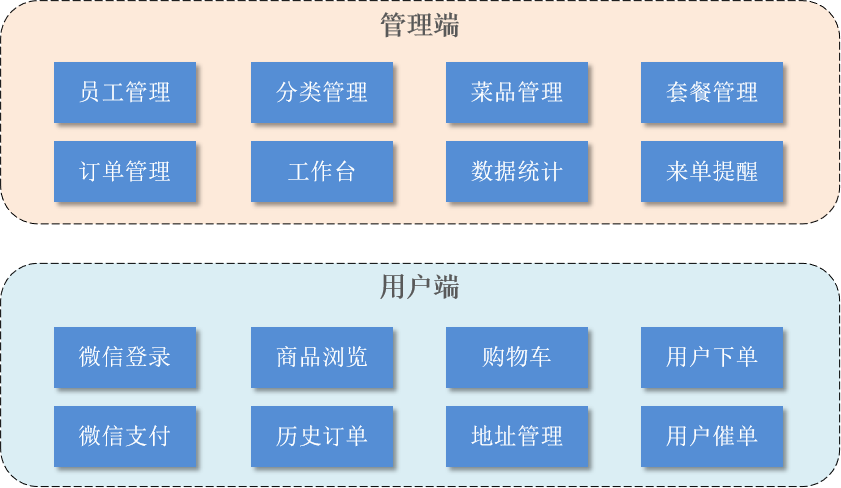 管理端
员工管理 分类管理 菜品管理 套餐管理
订单管理 工作台 数据统计 来单提醒
用户端
微信登录 商品浏览 购物车 用户下单
微信支付 历史订单 地址管理 用户催单